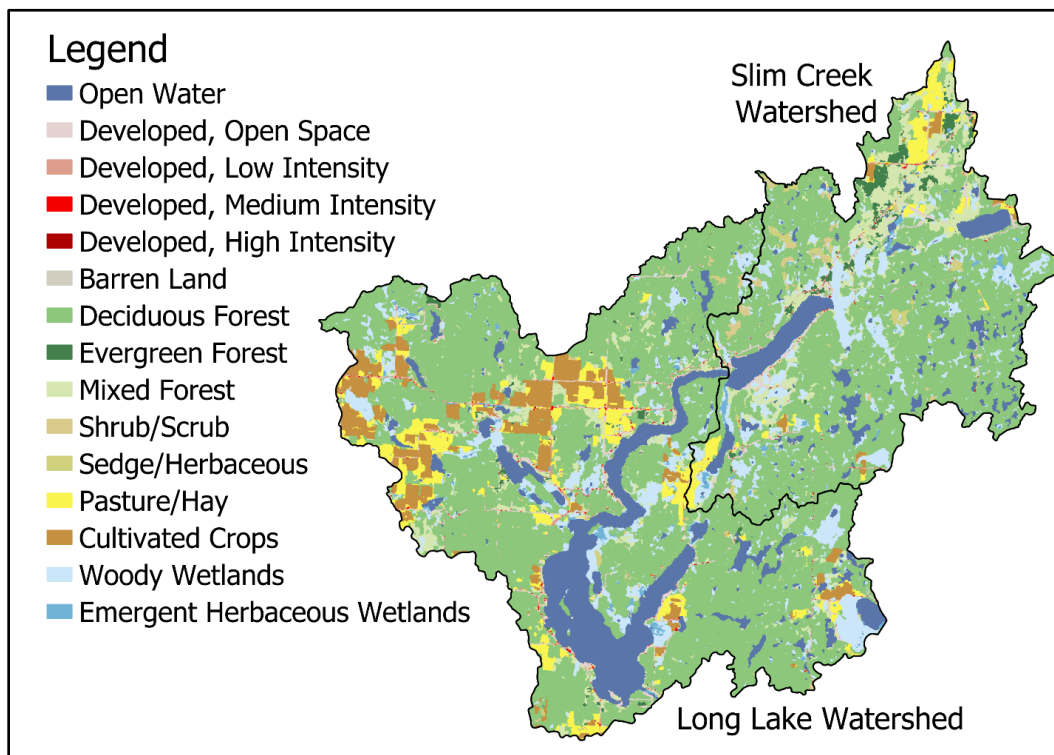 Legend
Open Water
Developed, Open Space
Developed, Low Intensity
Developed, Medium Intensity
Developed, High Intensity
Barren Land
Deciduous Forest
Evergreen Forest
Mixed Forest
Shrub/Scrub
Sedge/Herbaceous
Pasture/Hay
Cultivated Crops
Woody Wetlands
Emergent Herbaceous Wetlands
Slim Creek
Watershed
Long Lake Watershed